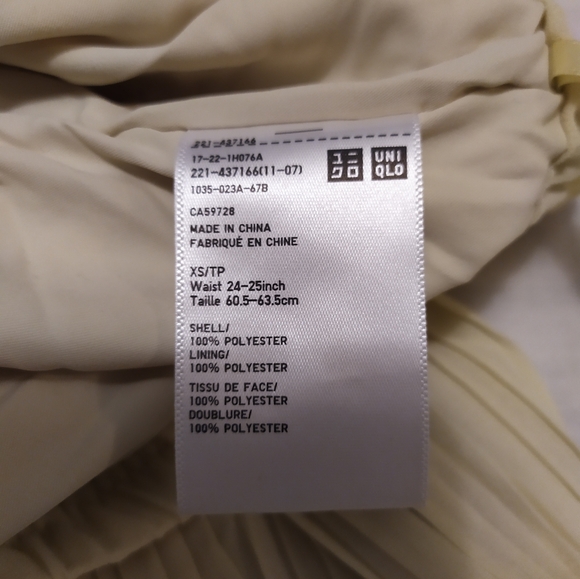 17-22-1H076A
221-437166(11-07)
1035-023A-67B
ユニ
クロ
UNI
QLO
CA59728
MADE IN CHINA
FABRIQUÉ EN CHINE
XS/TP
Waist 24-25inch
Taille 60.5-63.5cm
SHELL/
100% POLYESTER
LINING/
100% POLYESTER
TISSU DE FACE/
100% POLYESTER
DOUBLURE/
100% POLYESTER